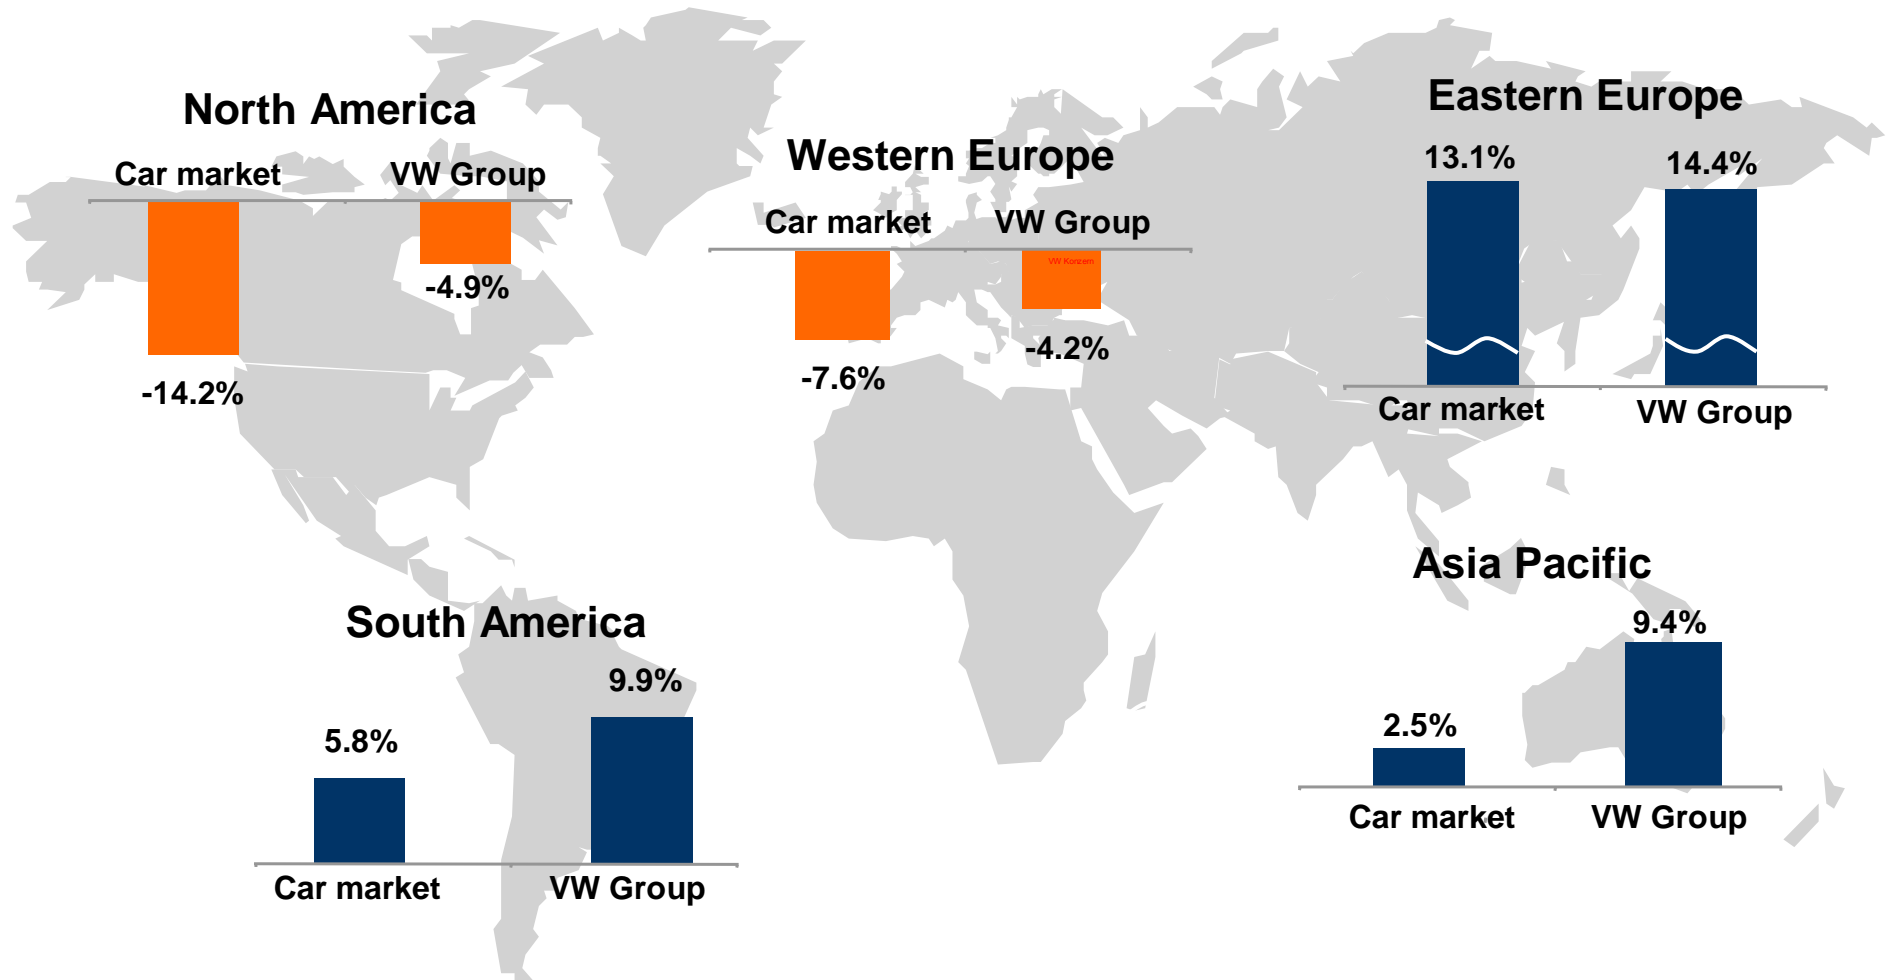 North America
Car market VW Group
-4.9%
-14.2%
Western Europe
Car market VW Group
VW Konzern
-4.2%
-7.6%
Eastern Europe
13.1% 14.4%
Car market VW Group
South America
9.9%
5.8%
Car market VW Group
Asia Pacific
9.4%
2.5%
Car market VW Group